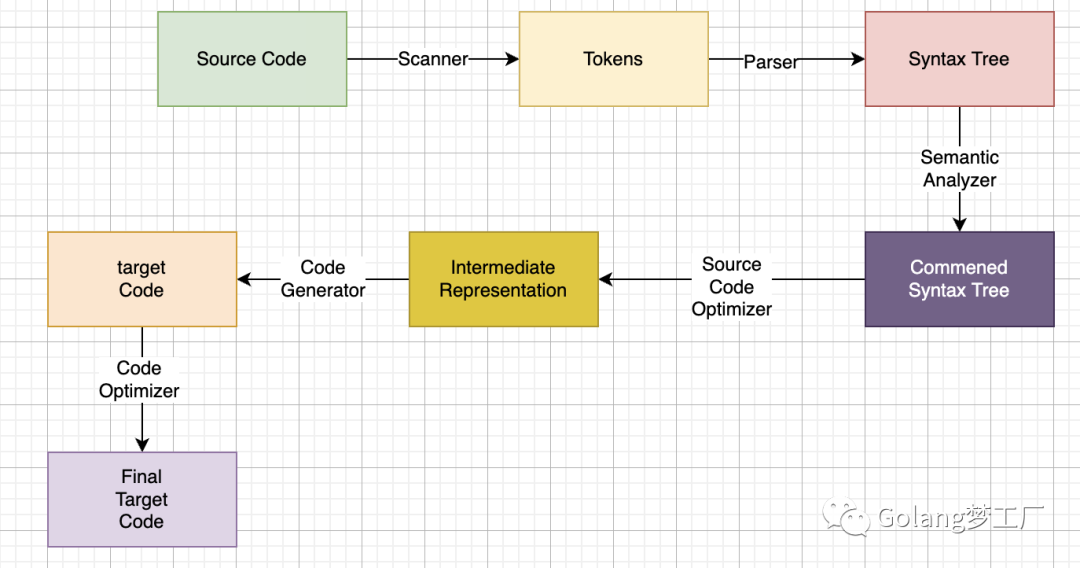 Source Code
Scanner
Tokens
Parser
Syntax Tree
Semantic
Analyzer
Commened
Syntax Tree
Source
Code
Optimizer
Intermediate
Representation
Code
Generator
target
Code
Code
Optimizer
Final
Target
Code
Golang梦工厂